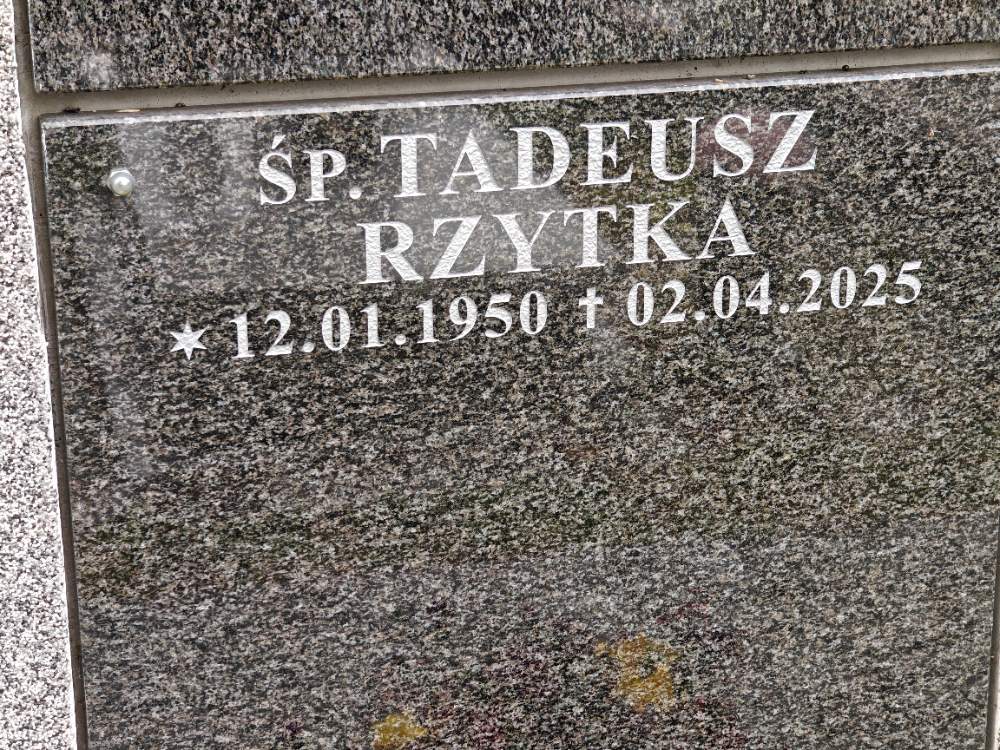 ŚP. TADEUSZ
RZYTKA
★ 12.01.1950 ✝ 02.04.2025